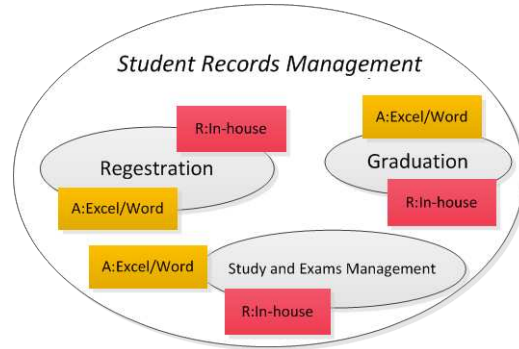 Student Records Management
R:In-house
Regestration
A:Excel/Word
A:Excel/Word
Graduation
R:In-house
A:Excel/Word
Study and Exams Management
R:In-house